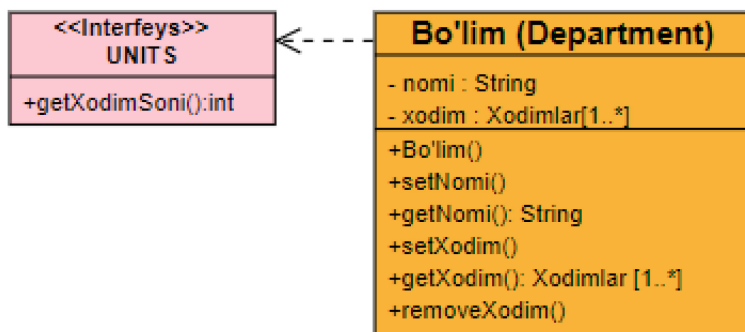 <<Interfeys>>
UNITS
+getXodimSoni():int
Bo'lim (Department)
- nomi : String
- xodim : Xodimlar[1..*]
+Bo'lim()
+setNomi()
+getNomi(): String
+setXodim()
+getXodim(): Xodimlar [1..*]
+removeXodim()